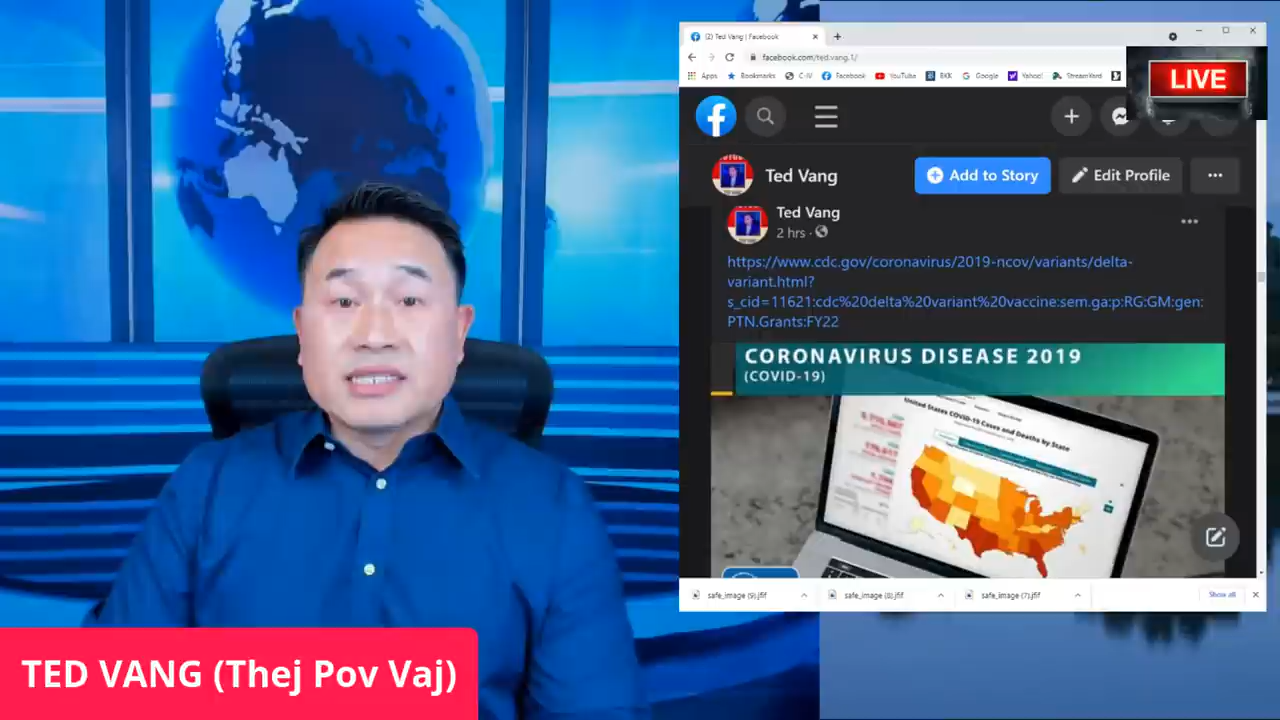 (2) Ted Vang | Facebook
facebook.com/ted.vang.1/
Apps Bookmarks C-IV Facebook YouTube BKK Google Yahoo! StreamYard
LIVE
Ted Vang
Add to Story
Edit Profile
Ted Vang
2 hrs ·
https://www.cdc.gov/coronavirus/2019-ncov/variants/delta-
variant.html?
s_cid=11621:cdc%20delta%20variant%20vaccine:sem.ga:p:RG:GM:gen:
PTN.Grants:FY22
CORONAVIRUS DISEASE 2019
(COVID-19)
United States COVID-19 Cases and Deaths by State
safe_image (9).jfif
safe_image (8).jfif
safe_image (7).jfif
Show all
TED VANG (Thej Pov Vaj)